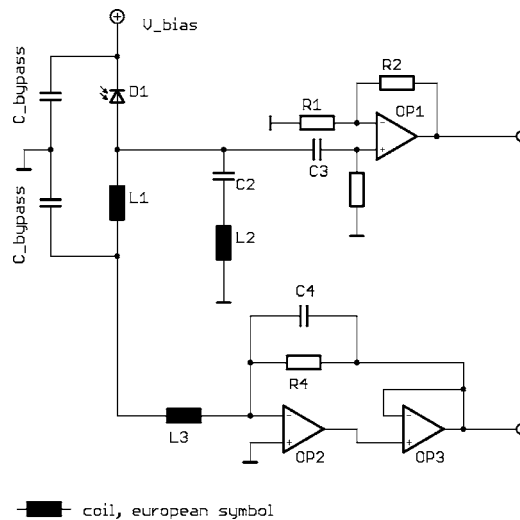 V_bias
C_bypass
D1
R2
R1
OP1
C3
C2
C_bypass
L1
L2
C4
R4
L3
OP2
OP3
coil, european symbol